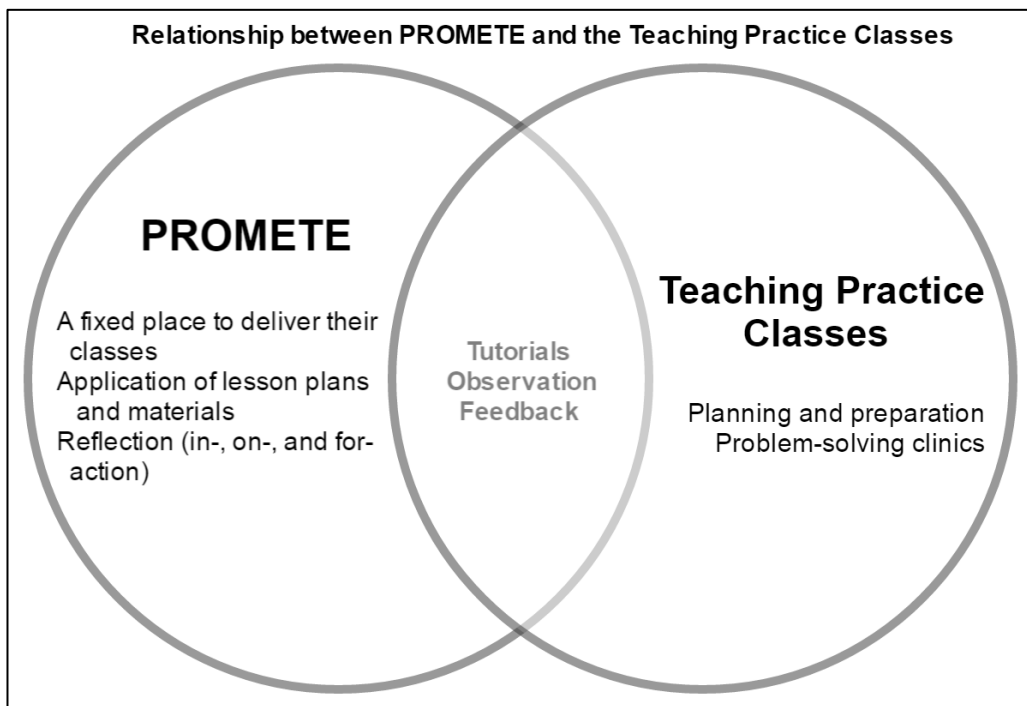 Relationship between PROMETE and the Teaching Practice Classes
PROMETE
A fixed place to deliver their
classes
Application of lesson plans
and materials
Reflection (in-, on-, and for-
action)
Tutorials
Observation
Feedback
Teaching Practice
Classes
Planning and preparation
Problem-solving clinics